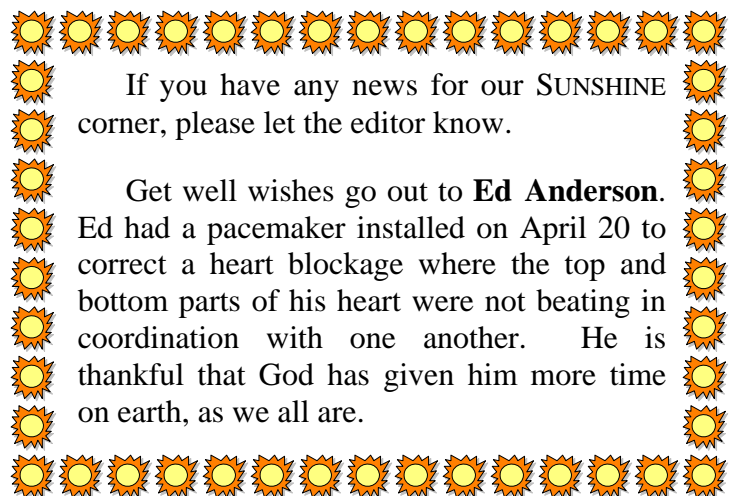 If you have any news for our SUNSHINE
corner, please let the editor know.
Get well wishes go out to Ed Anderson.
Ed had a pacemaker installed on April 20 to
correct a heart blockage where the top and
bottom parts of his heart were not beating in
coordination with one another. He is
thankful that God has given him more time
on earth, as we all are.